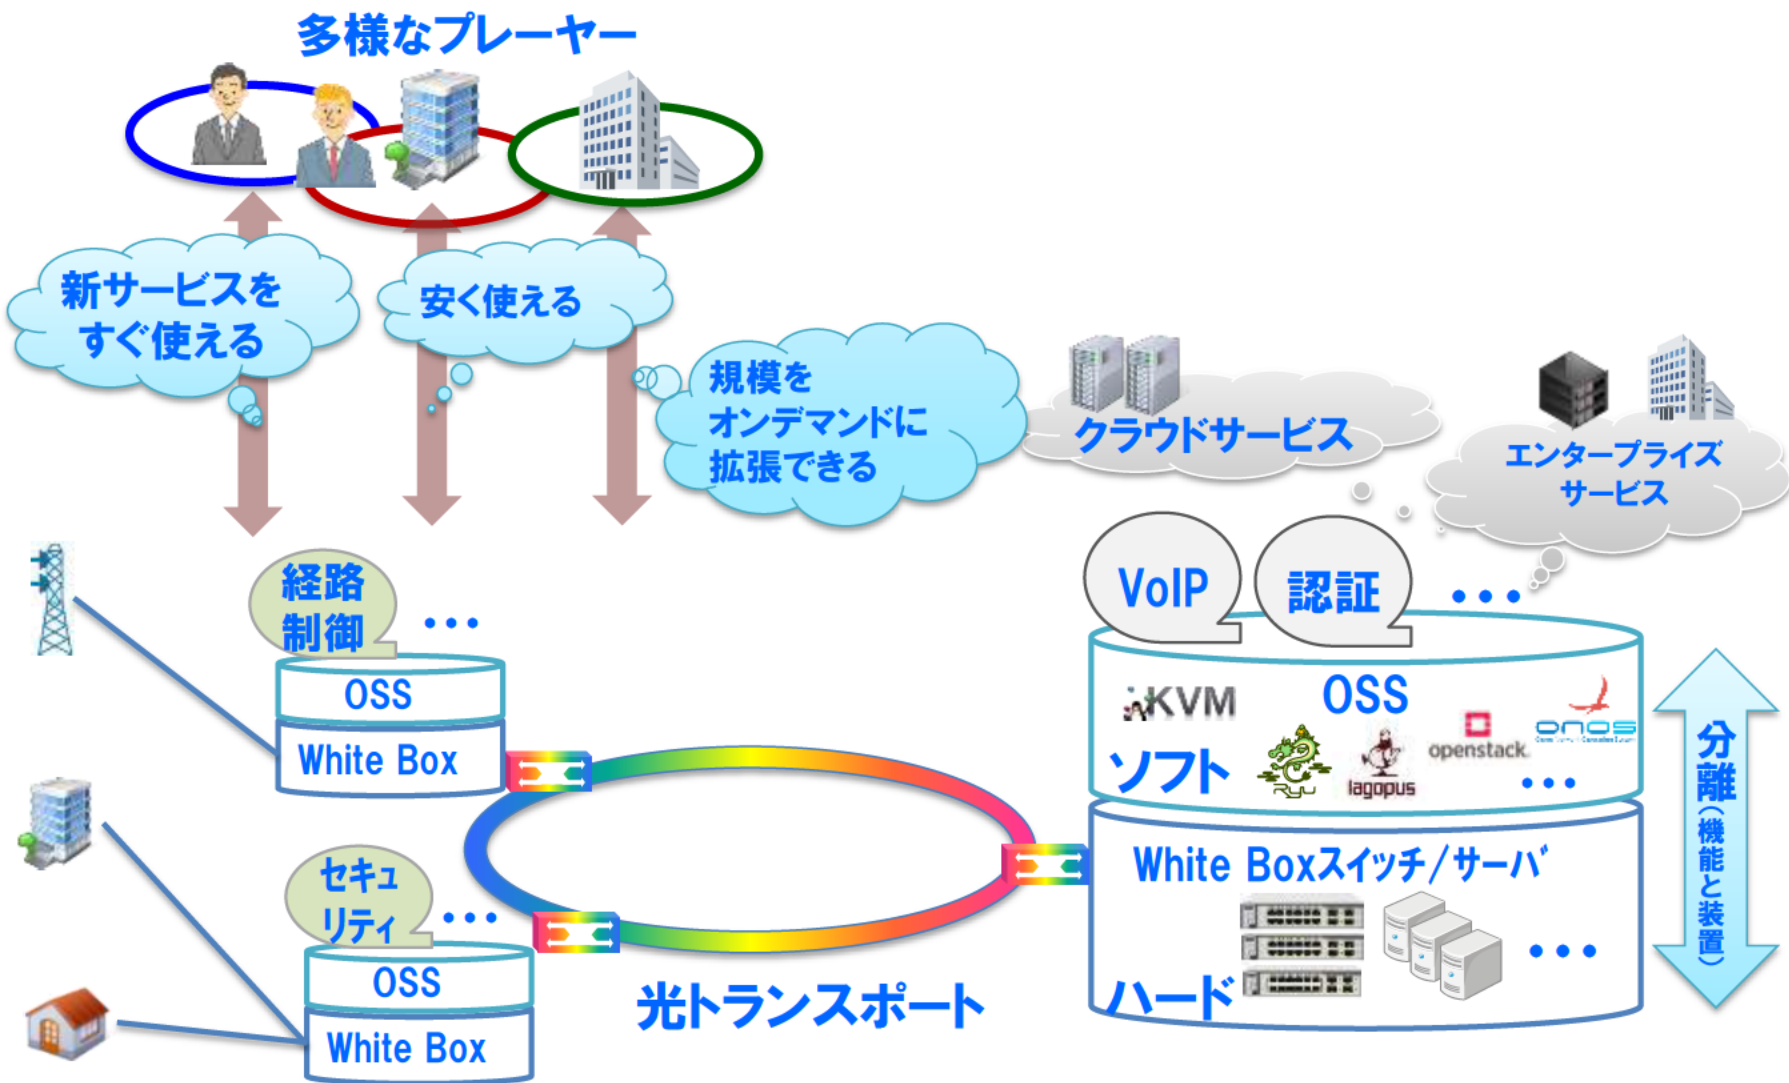 多様なプレーヤー
新サービスを
すぐ使える
安く使える
規模を
オンデマンドに
拡張できる
クラウドサービス
エンタープライズ
サービス
経路
制御
・・・
OSS
White Box
セキュ
リティ
・・・
OSS
White Box
光トランスポート
VoIP
認証
・・・
OSS
KVM
ソフト
RYU
lagopus
openstack
onos
・・・
White Boxスイッチ/サーバ
ハード
・・・
分離(機能と装置)